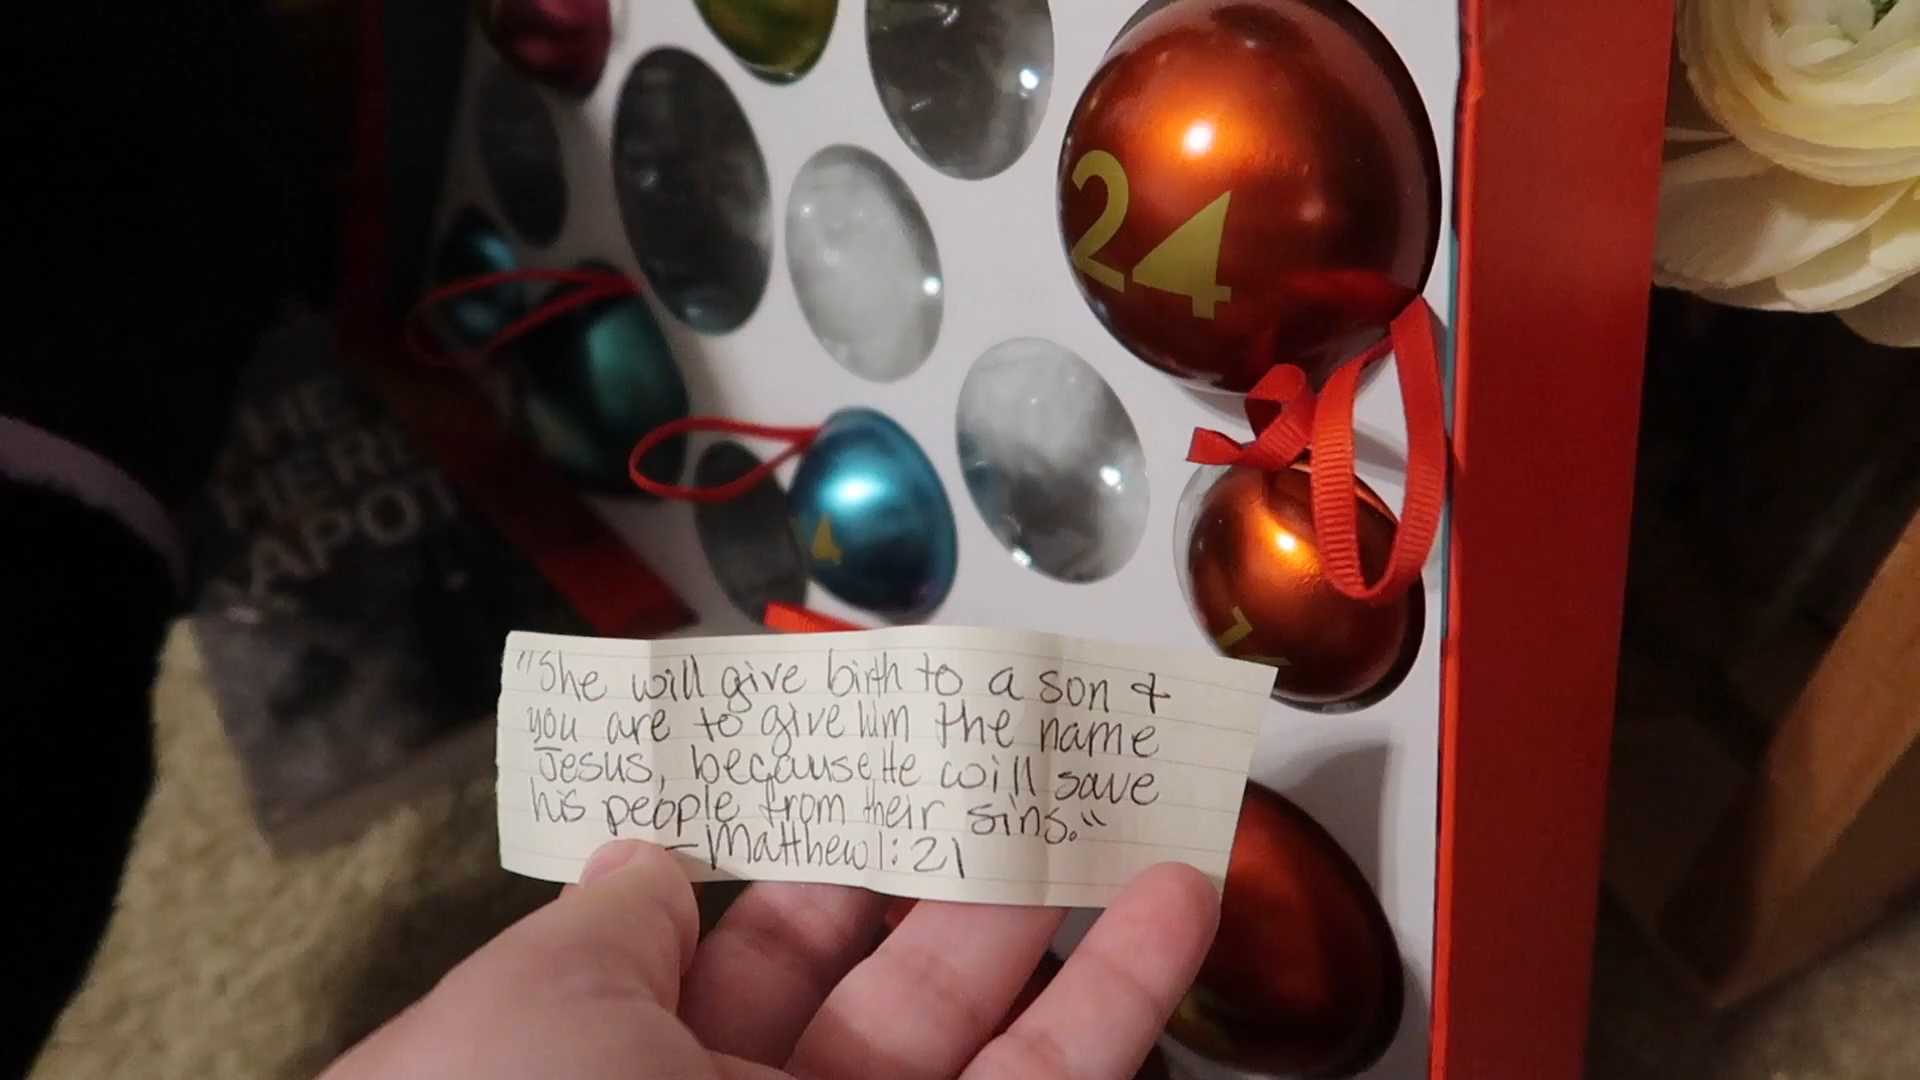 24
"She will give birth to a son &
you are to give him the name
Jesus, because He will save
his people from their sins."
-Matthew 1:21